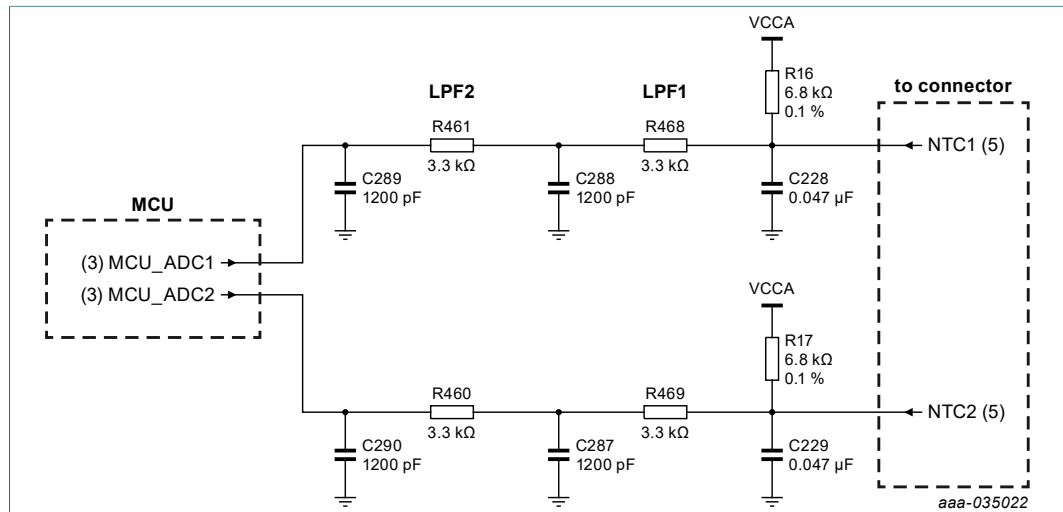 VCCA
R16
6.8 kΩ
0.1 %
to connector
LPF2
LPF1
R461
3.3 kΩ
R468
3.3 kΩ
NTC1 (5)
C289
1200 pF
C288
1200 pF
C228
0.047 µF
MCU
(3) MCU_ADC1
(3) MCU_ADC2
VCCA
R17
6.8 kΩ
0.1 %
R460
3.3 kΩ
R469
3.3 kΩ
NTC2 (5)
C290
1200 pF
C287
1200 pF
C229
0.047 µF
aaa-035022